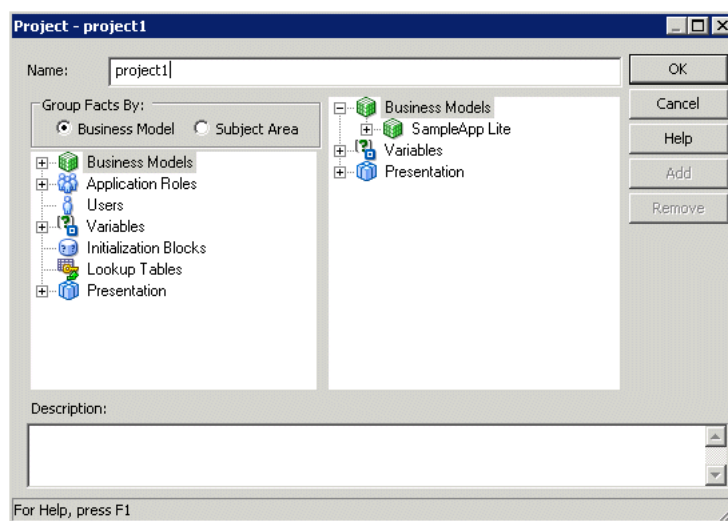 Project - project1
Name: project1
Group Facts By:
Business Model Subject Area
Business Models
Application Roles
Users
Variables
Initialization Blocks
Lookup Tables
Presentation
Business Models
SampleApp Lite
Variables
Presentation
OK
Cancel
Help
Add
Remove
Description:
For Help, press F1